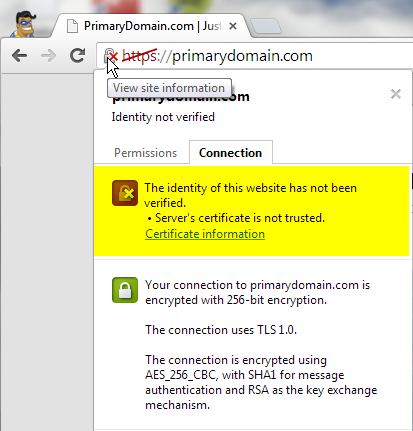 PrimaryDomain.com | Jus
https://primarydomain.com
View site information
primarydomain.com
Identity not verified
Permissions Connection
The identity of this website has not been
verified.
• Server's certificate is not trusted.
Certificate information
Your connection to primarydomain.com is
encrypted with 256-bit encryption.
The connection uses TLS 1.0.
The connection is encrypted using
AES_256_CBC, with SHA1 for message
authentication and RSA as the key exchange
mechanism.